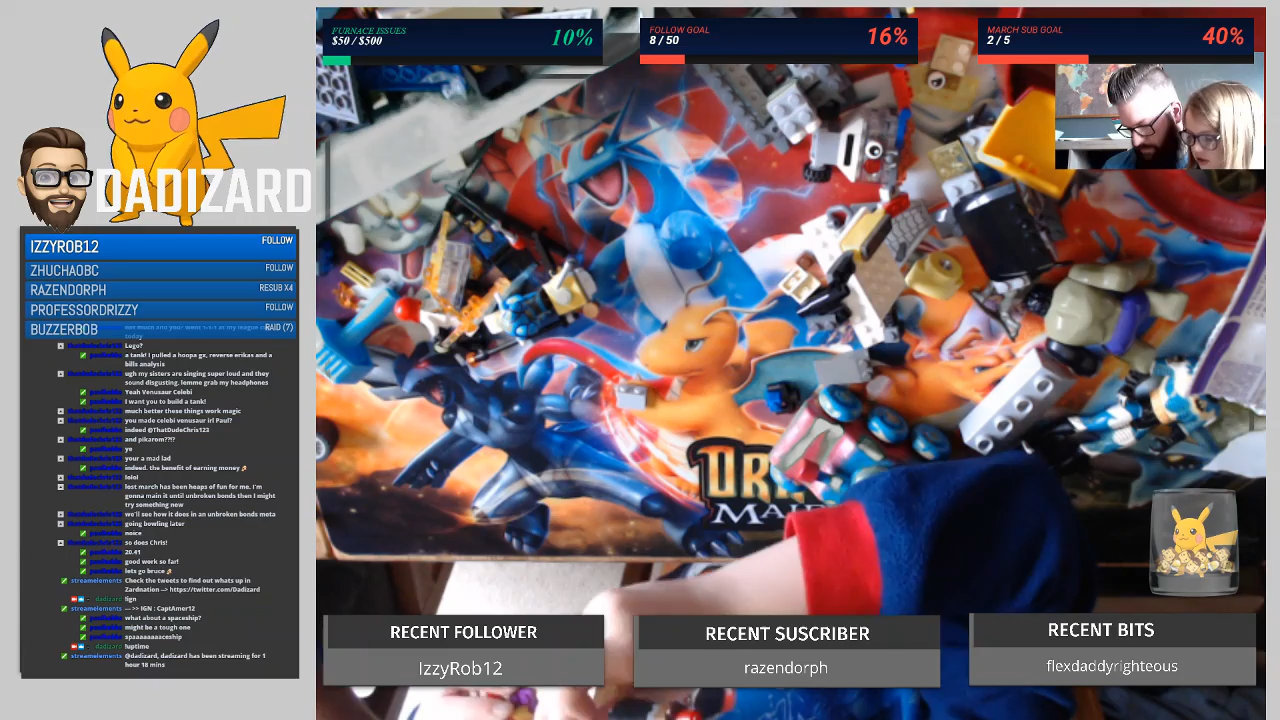 FURNACE ISSUES
$50 / $500
10%
FOLLOW GOAL
8 / 50
16%
MARCH SUB GOAL
2 / 5
40%
DADIZARD
IZZYROB12 FOLLOW
ZHUCHAOBC FOLLOW
RAZENDORPH RESUB X4
PROFESSORDRIZZY FOLLOW
BUZZERBOB RAID (7)
today
Lego?
a tank! I pulled a hoopa gx, reverse erikas and a
bills analysis
ugh my sisters are singing super loud and they
sound disgusting. lemme grab my headphones
Yeah Venusaur Celebi
I want you to build a tank!
much better these things work magic
you made celebi venusaur irl Paul?
indeed @ThatDudeChris123
and pikarom??!?
ye
your a mad lad
indeed. the benefit of earning money
lolol
lost march has been heaps of fun for me. I'm
gonna main it until unbroken bonds then I might
try something new
we'll see how it does in an unbroken bonds meta
going bowling later
noice
so does Chris!
20.41
good work so far!
lets go bruce
streamelements Check the tweets to find out whats up in
Zardnation --> https://twitter.com/Dadizard
dadizard !ign
streamelements — >> IGN : CaptAmer12
what about a spaceship?
might be a tough one
spaaaaaaaceship
dadizard !uptime
streamelements @dadizard, dadizard has been streaming for 1
hour 18 mins
DR
MA
RECENT FOLLOWER
IzzyRob12
RECENT SUSCRIBER
razendorph
RECENT BITS
flexdaddyrighteous